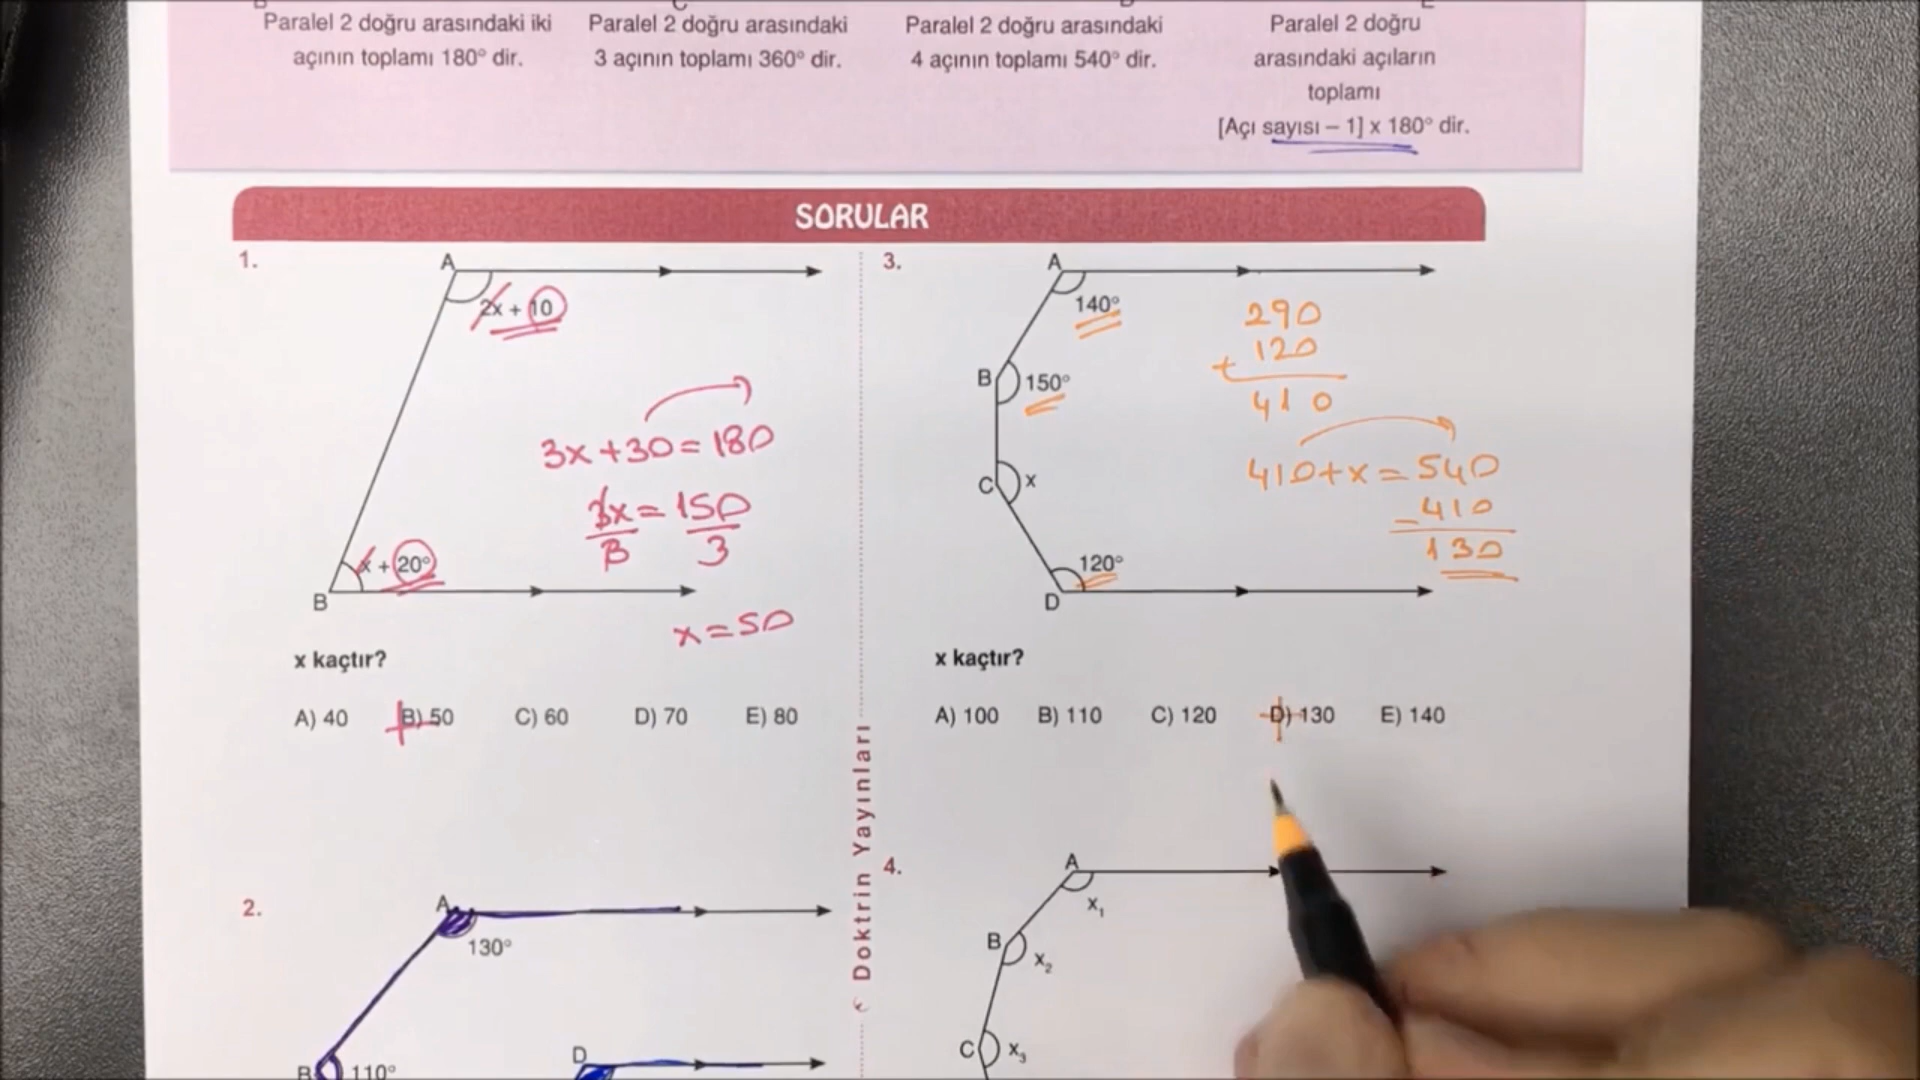 Paralel 2 doğru arasındaki iki
açının toplamı 180° dir.
Paralel 2 doğru arasındaki
3 açının toplamı 360° dir.
Paralel 2 doğru arasındaki
4 açının toplamı 540° dir.
Paralel 2 doğru
arasındaki açıların
toplamı
[Açı sayısı – 1] x 180° dir.
SORULAR
1.
A
2x + 10
3x + 30 = 180
3x = 150
3 3
x + 20°
B
x = 50
x kaçtır?
A) 40 B) 50 C) 60 D) 70 E) 80
2.
A
130°
B 110°
D
Doktrin Yayınları
3.
A
140°
B 150°
C x
120°
D
290
+ 120
410
410 + x = 540
– 410
130
x kaçtır?
A) 100 B) 110 C) 120 D) 130 E) 140
4.
A
x₁
B
x₂
C x₃